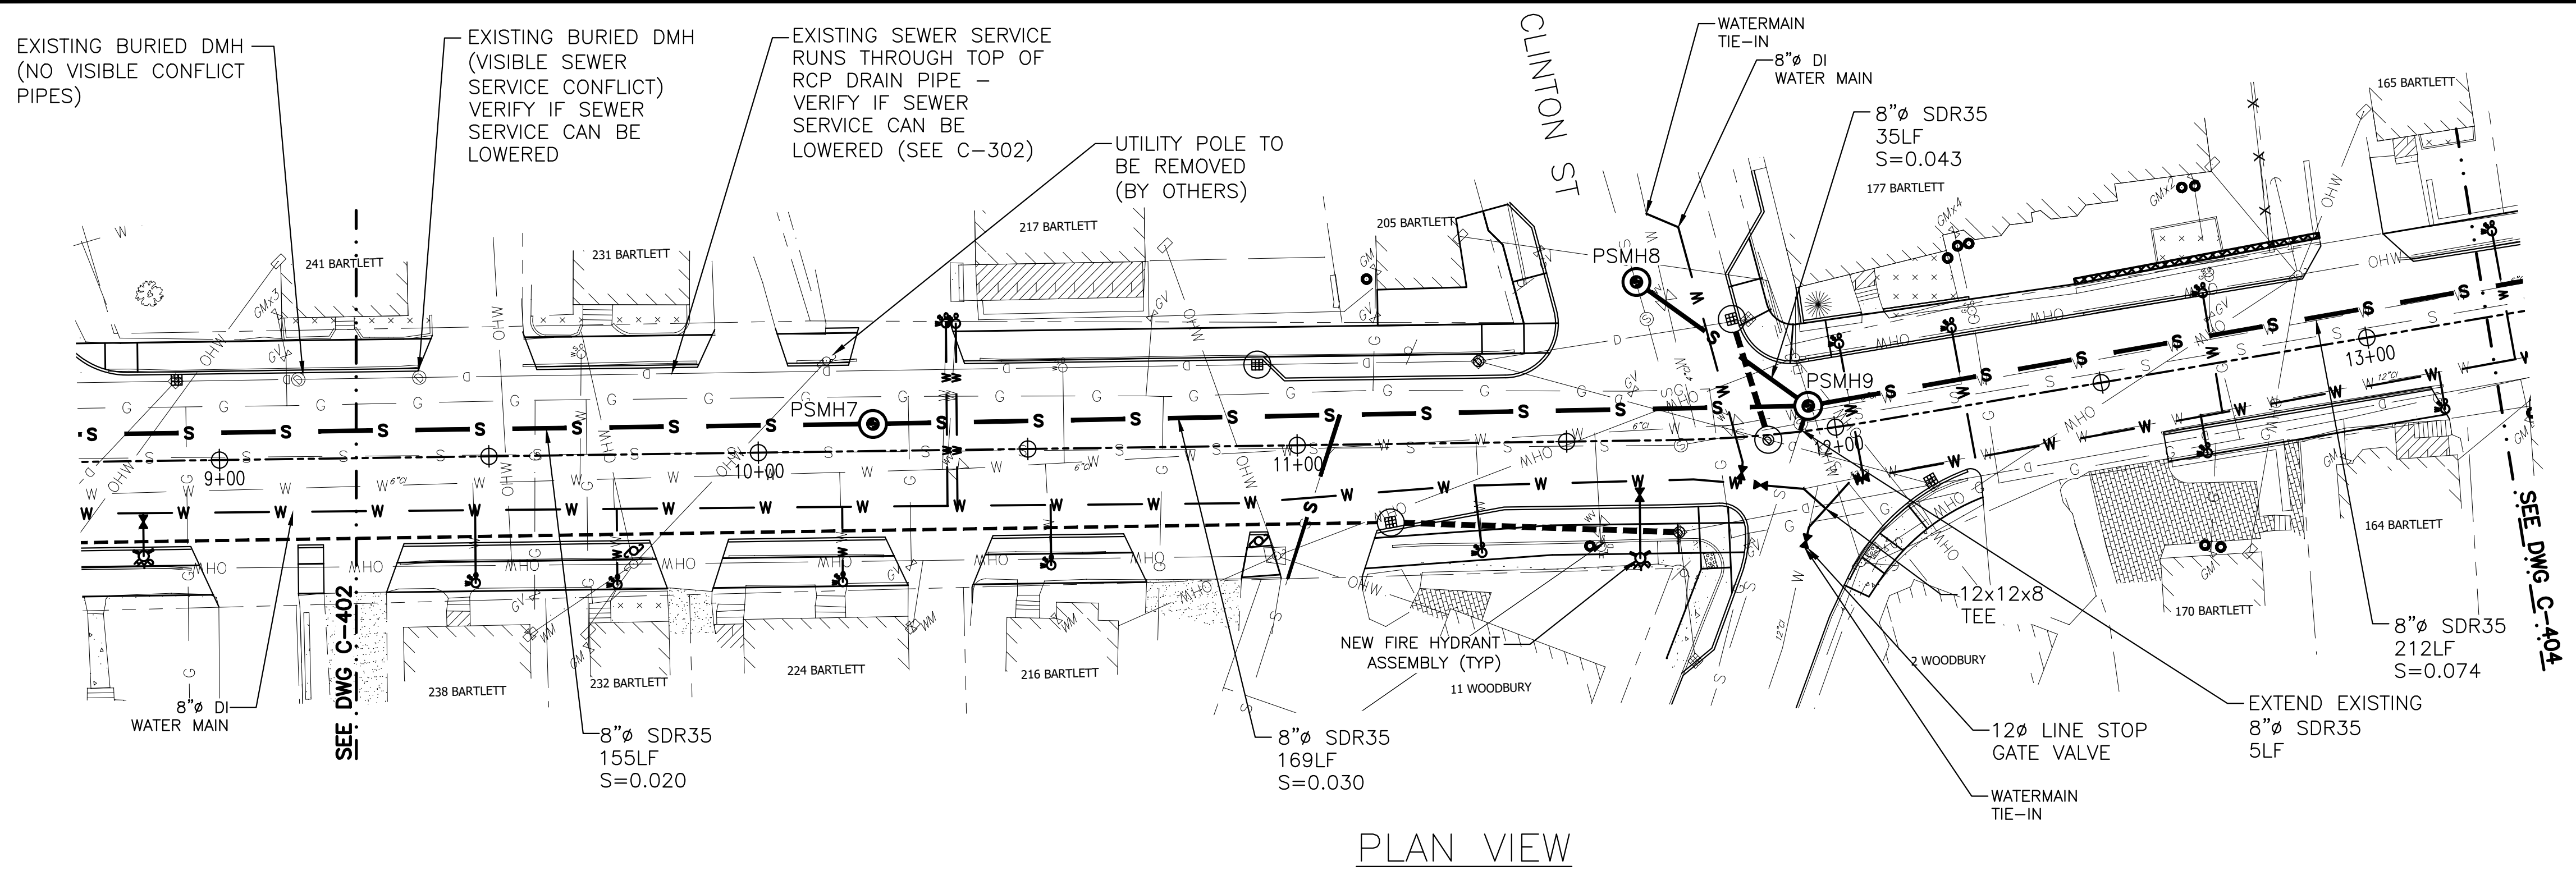 EXISTING BURIED DMH
(NO VISIBLE CONFLICT
PIPES)
EXISTING BURIED DMH
(VISIBLE SEWER
SERVICE CONFLICT)
VERIFY IF SEWER
SERVICE CAN BE
LOWERED
EXISTING SEWER SERVICE
RUNS THROUGH TOP OF
RCP DRAIN PIPE –
VERIFY IF SEWER
SERVICE CAN BE
LOWERED (SEE C–302)
UTILITY POLE TO
BE REMOVED
(BY OTHERS)
CLINTON ST
WATERMAIN
TIE–IN
8"ø DI
WATER MAIN
8"ø SDR35
35LF
S=0.043
177 BARTLETT
165 BARTLETT
241 BARTLETT
231 BARTLETT
217 BARTLETT
205 BARTLETT
PSMH8
PSMH7
PSMH9
GMx3
GMx4
GMx2
9+00
10+00
11+00
12+00
13+00
238 BARTLETT
232 BARTLETT
224 BARTLETT
216 BARTLETT
11 WOODBURY
2 WOODBURY
170 BARTLETT
164 BARTLETT
8"ø DI
WATER MAIN
SEE DWG C–402
8"ø SDR35
155LF
S=0.020
8"ø SDR35
169LF
S=0.030
NEW FIRE HYDRANT
ASSEMBLY (TYP)
12x12x8
TEE
12ø LINE STOP
GATE VALVE
WATERMAIN
TIE–IN
EXTEND EXISTING
8"ø SDR35
5LF
8"ø SDR35
212LF
S=0.074
SEE DWG C–404
PLAN VIEW